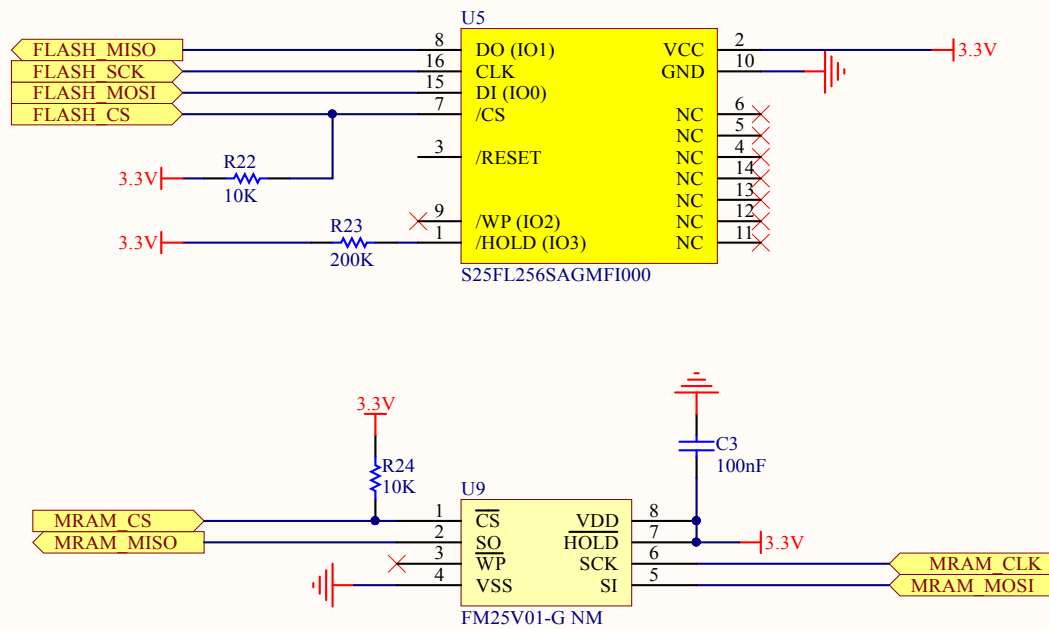 U5
FLASH_MISO 8 DO (IO1) VCC 2 3.3V
FLASH_SCK 16 CLK GND 10
FLASH_MOSI 15 DI (IO0)
FLASH_CS 7 /CS NC 6
NC 5
3 /RESET NC 4
R22 NC 14
3.3V
10K NC 13
R23 9 /WP (IO2) NC 12
3.3V 1 /HOLD (IO3) NC 11
200K
S25FL256SAGMFI000
3.3V
C3
R24 100nF
10K U9
MRAM_CS 1 CS VDD 8
MRAM_MISO 2 SO HOLD 7 3.3V
3 WP SCK 6 MRAM_CLK
4 VSS SI 5 MRAM_MOSI
FM25V01-G NM